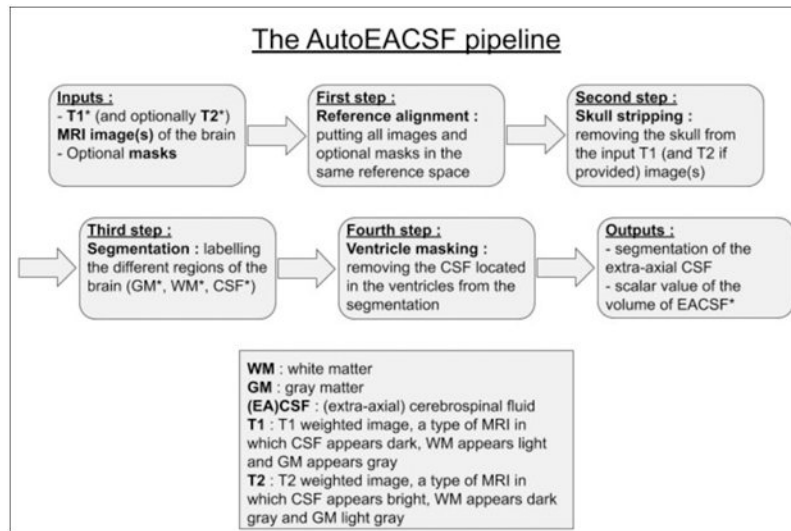 The AutoEACSF pipeline
Inputs :
- T1* (and optionally T2*)
MRI image(s) of the brain
- Optional masks
First step :
Reference alignment :
putting all images and
optional masks in the
same reference space
Second step :
Skull stripping :
removing the skull from
the input T1 (and T2 if
provided) image(s)
Third step :
Segmentation : labelling
the different regions of the
brain (GM*, WM*, CSF*)
Fourth step :
Ventricle masking :
removing the CSF located
in the ventricles from the
segmentation
Outputs :
- segmentation of the
extra-axial CSF
- scalar value of the
volume of EACSF*
WM : white matter
GM : gray matter
(EA)CSF : (extra-axial) cerebrospinal fluid
T1 : T1 weighted image, a type of MRI in
which CSF appears dark, WM appears light
and GM appears gray
T2 : T2 weighted image, a type of MRI in
which CSF appears bright, WM appears dark
gray and GM light gray